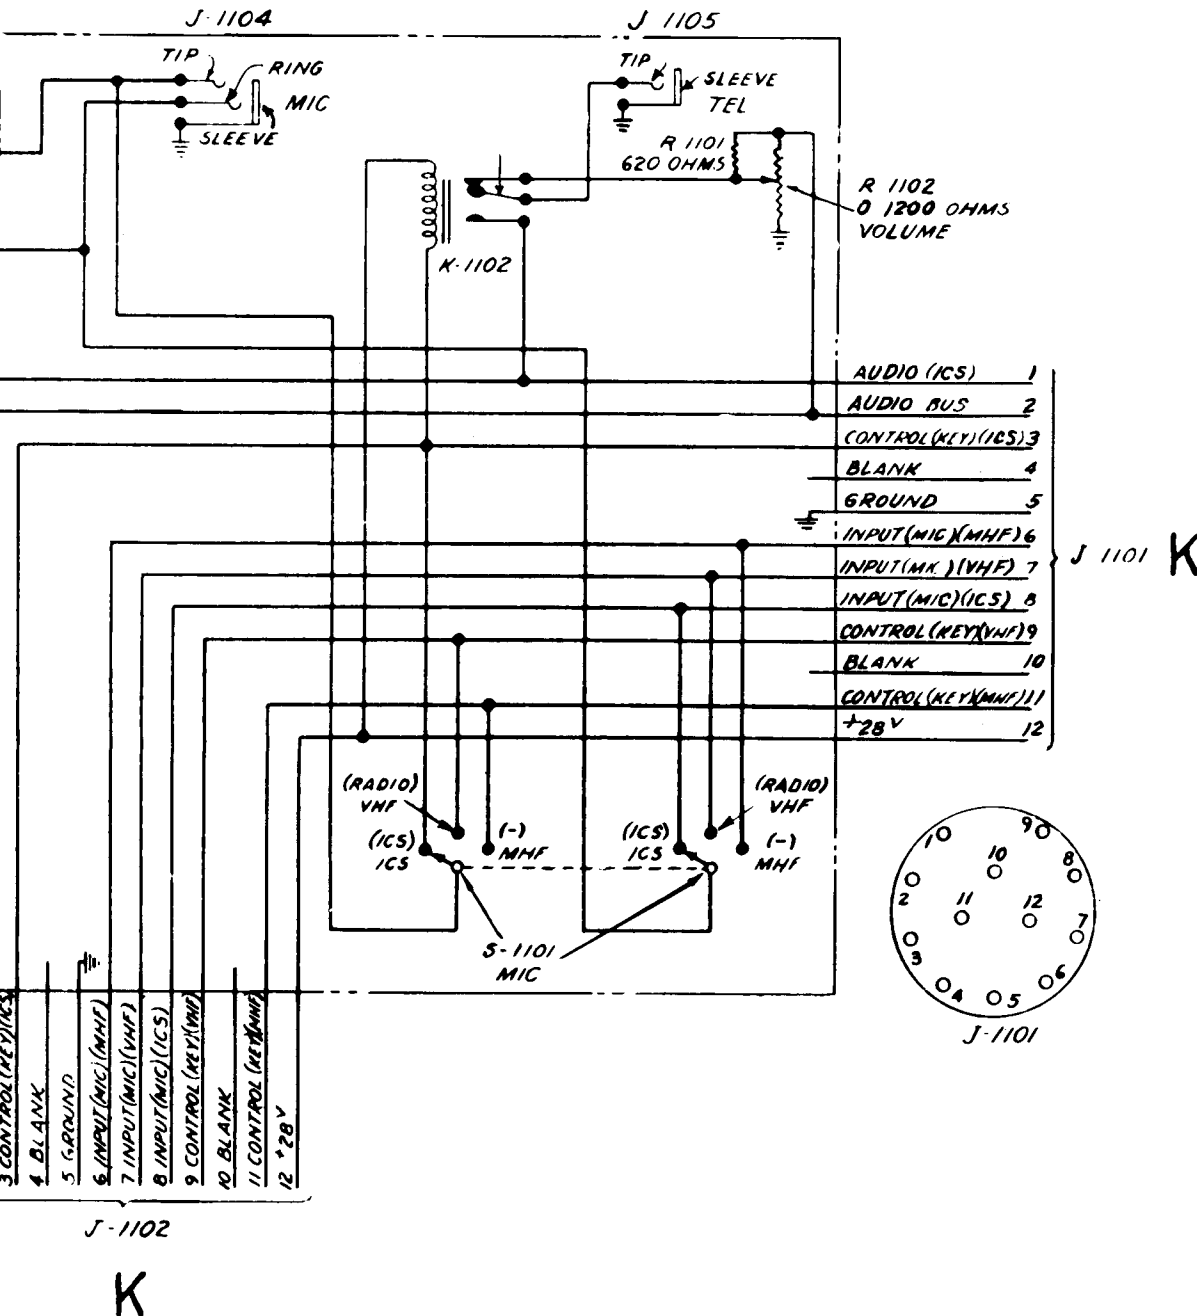 J-1104
J 1105
TIP
RING
MIC
SLEEVE
TIP
SLEEVE
TEL
R 1101
620 OHMS
R 1102
0 1200 OHMS
VOLUME
K-1102
AUDIO (ICS) 1
AUDIO BUS 2
CONTROL(KEY)(ICS) 3
BLANK 4
GROUND 5
INPUT(MIC)(MHF) 6
INPUT(MIC)(VHF) 7
INPUT(MIC)(ICS) 8
CONTROL(KEY)(VHF) 9
BLANK 10
CONTROL(KEY)(MHF) 11
+28V 12
J 1101 K
(RADIO)
VHF
(ICS)
ICS
(-)
MHF
(RADIO)
VHF
(ICS)
ICS
(-)
MHF
S-1101
MIC
1
9
10
8
2
11
12
7
3
6
4
5
J-1101
3 CONTROL(KEY)(ICS)
4 BLANK
5 GROUND
6 INPUT(MIC)(MHF)
7 INPUT(MIC)(VHF)
8 INPUT(MIC)(ICS)
9 CONTROL(KEY)(VHF)
10 BLANK
11 CONTROL(KEY)(MHF)
12 +28V
J-1102
K